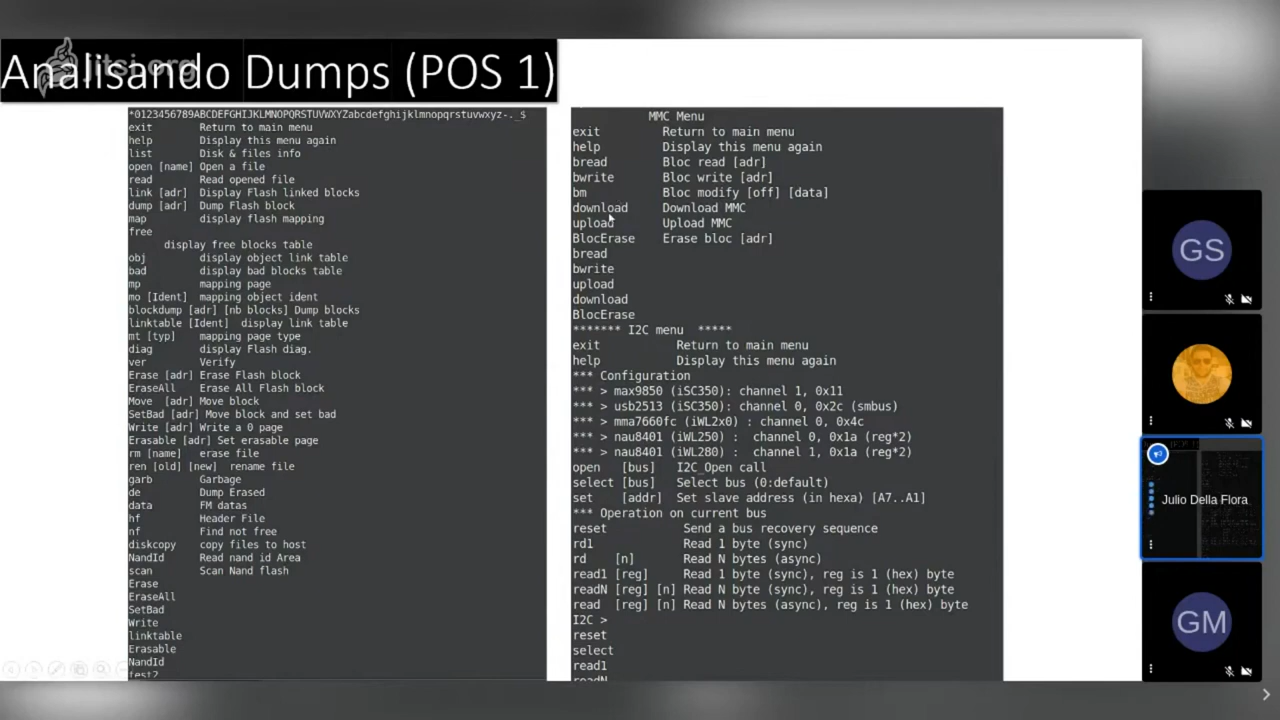 Analisando Dumps (POS 1)
jitsi.org
*0123456789ABCDEFGHIJKLMNOPQRSTUVWXYZabcdefghijklmnopqrstuvwxyz-._$
exit Return to main menu
help Display this menu again
list Disk & files info
open [name] Open a file
read Read opened file
link [adr] Display Flash linked blocks
dump [adr] Dump Flash block
map display flash mapping
free
display free blocks table
obj display object link table
bad display bad blocks table
mp mapping page
mo [Ident] mapping object ident
blockdump [adr] [nb blocks] Dump blocks
linktable [Ident] display link table
mt [typ] mapping page type
diag display Flash diag.
ver Verify
Erase [adr] Erase Flash block
EraseAll Erase All Flash block
Move [adr] Move block
SetBad [adr] Move block and set bad
Write [adr] Write a 0 page
Erasable [adr] Set erasable page
rm [name] erase file
ren [old] [new] rename file
garb Garbage
de Dump Erased
data FM datas
hf Header File
nf Find not free
diskcopy copy files to host
NandId Read nand id Area
scan Scan Nand flash
Erase
EraseAll
SetBad
Write
linktable
Erasable
NandId
test2
MMC Menu
exit Return to main menu
help Display this menu again
bread Bloc read [adr]
bwrite Bloc write [adr]
bm Bloc modify [off] [data]
download Download MMC
upload Upload MMC
BlocErase Erase bloc [adr]
bread
bwrite
upload
download
BlocErase
******* I2C menu *****
exit Return to main menu
help Display this menu again
*** Configuration
*** > max9850 (iSC350): channel 1, 0x11
*** > usb2513 (iSC350): channel 0, 0x2c (smbus)
*** > mma7660fc (iWL2x0) : channel 0, 0x4c
*** > nau8401 (iWL250) : channel 0, 0x1a (reg*2)
*** > nau8401 (iWL280) : channel 1, 0x1a (reg*2)
open [bus] I2C_Open call
select [bus] Select bus (0:default)
set [addr] Set slave address (in hexa) [A7..A1]
*** Operation on current bus
reset Send a bus recovery sequence
rd1 Read 1 byte (sync)
rd [n] Read N bytes (async)
read1 [reg] Read 1 byte (sync), reg is 1 (hex) byte
readN [reg] [n] Read N byte (sync), reg is 1 (hex) byte
read [reg] [n] Read N bytes (async), reg is 1 (hex) byte
I2C >
reset
select
read1
readN
GS
Julio Della Flora
GM